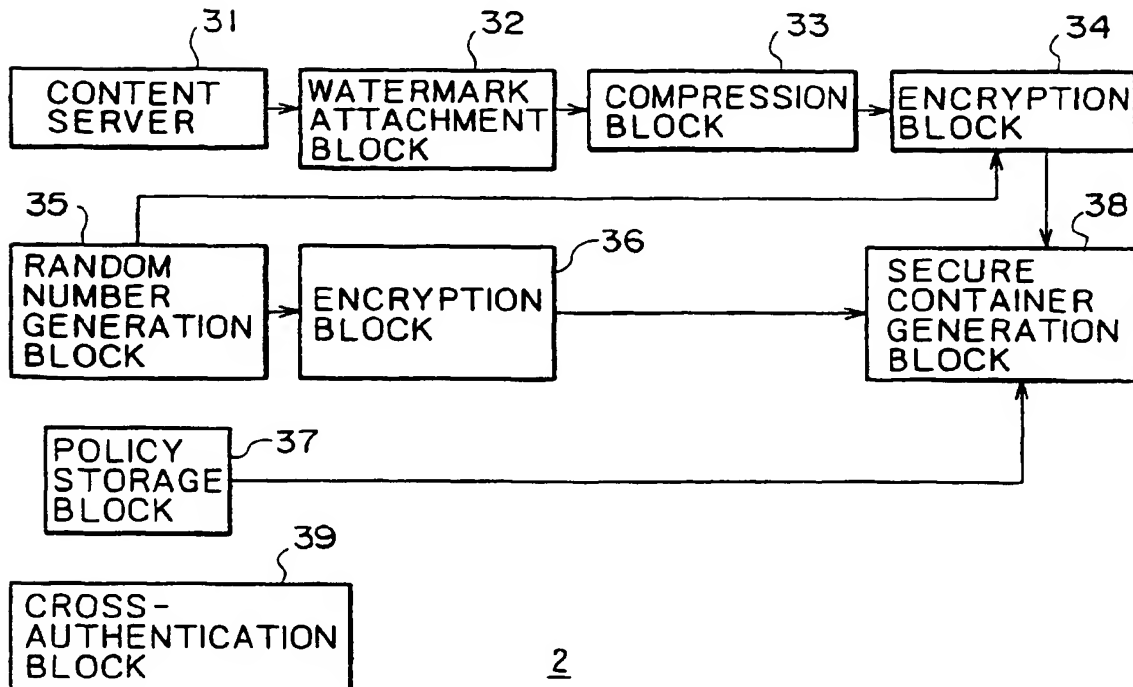 31
32
33
34
CONTENT
SERVER
WATERMARK
ATTACHMENT
BLOCK
COMPRESSION
BLOCK
ENCRYPTION
BLOCK
35
36
38
RANDOM
NUMBER
GENERATION
BLOCK
ENCRYPTION
BLOCK
SECURE
CONTAINER
GENERATION
BLOCK
37
POLICY
STORAGE
BLOCK
39
CROSS-
AUTHENTICATION
BLOCK
2